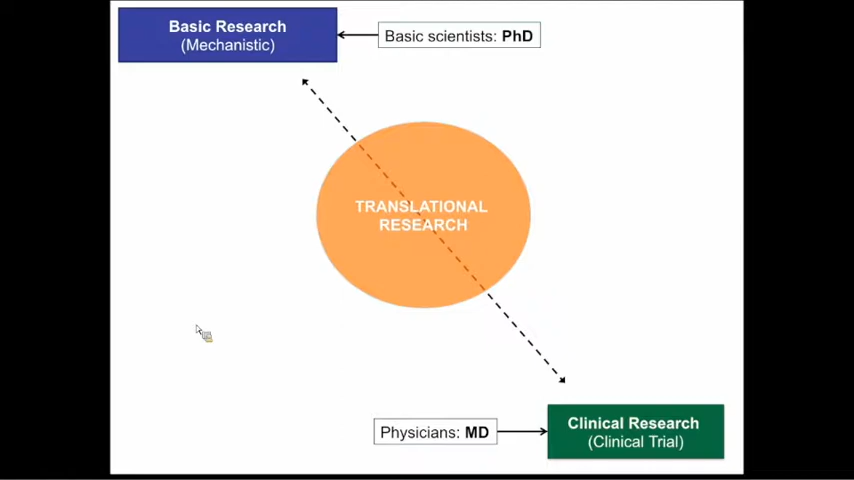 Basic Research
(Mechanistic)
Basic scientists: PhD
TRANSLATIONAL
RESEARCH
Physicians: MD
Clinical Research
(Clinical Trial)